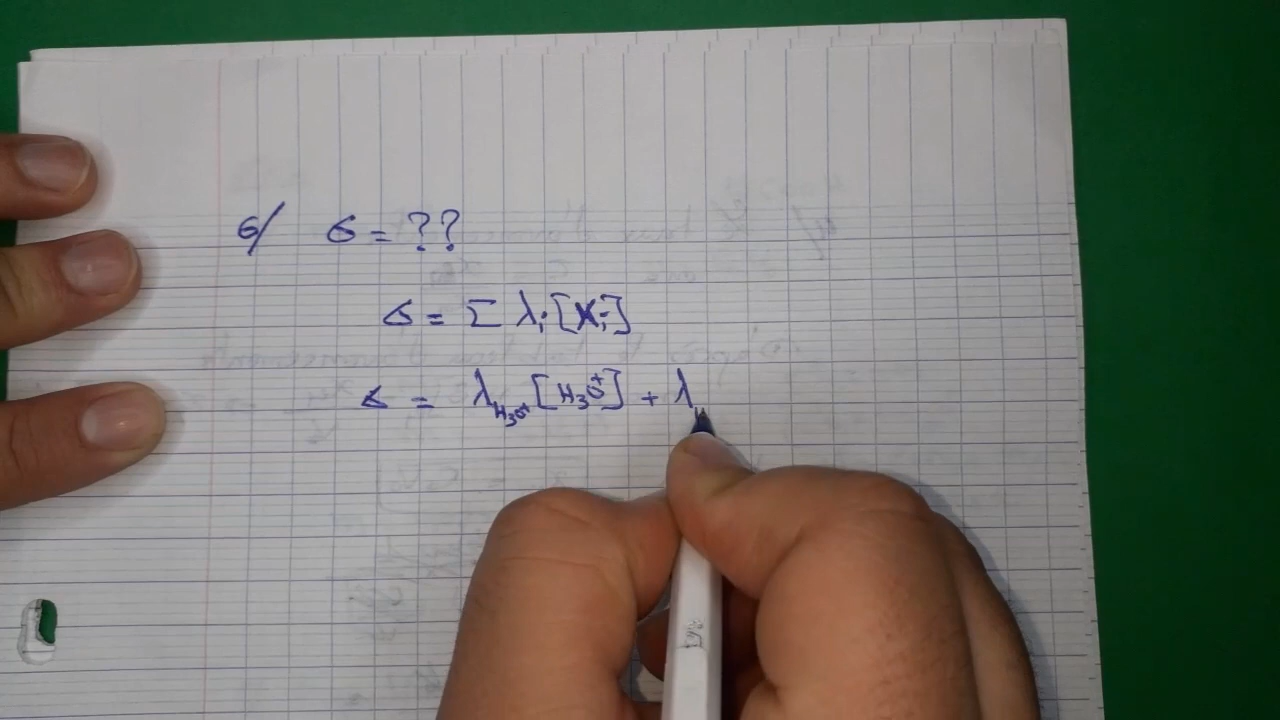 6/ σ = ??
σ = Σ λi [Xi]
σ = λH₃O⁺ [H₃O⁺] + λ